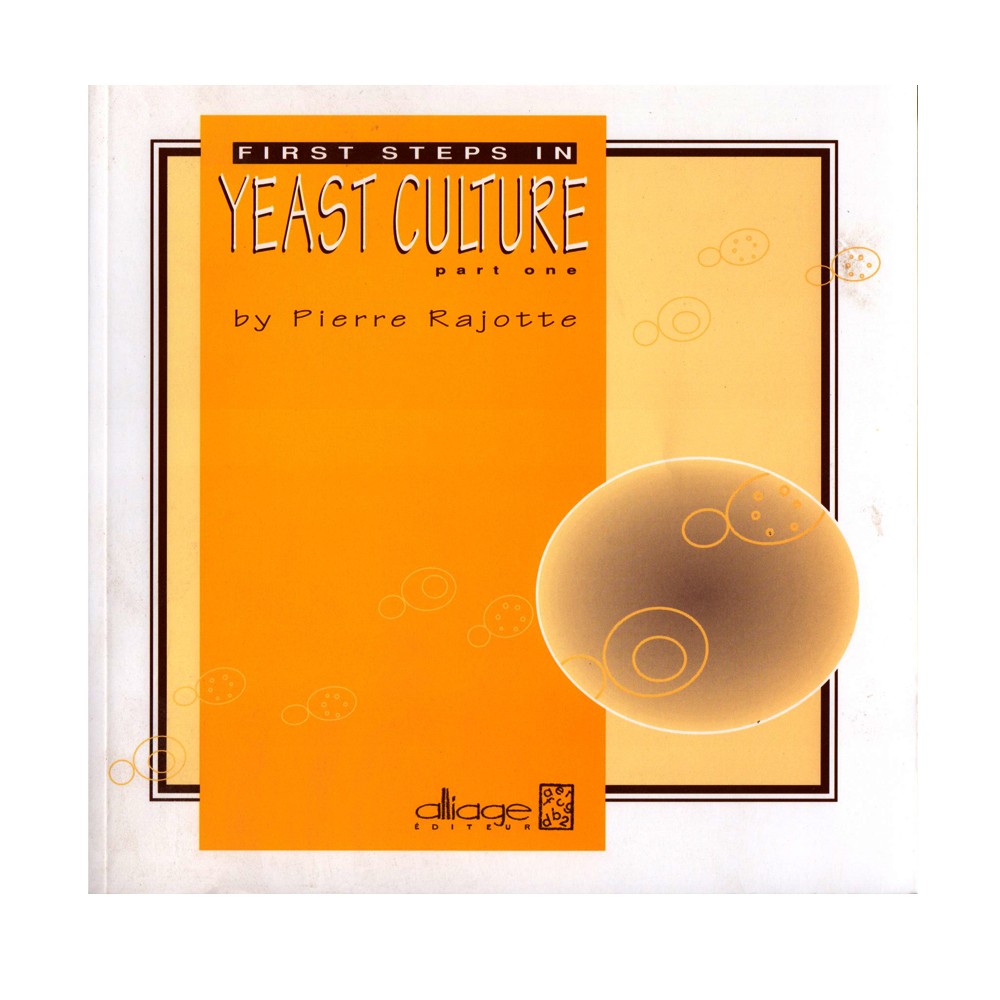 FIRST STEPS IN
YEAST CULTURE
part one
by Pierre Rajotte
alliage
ÉDITEUR